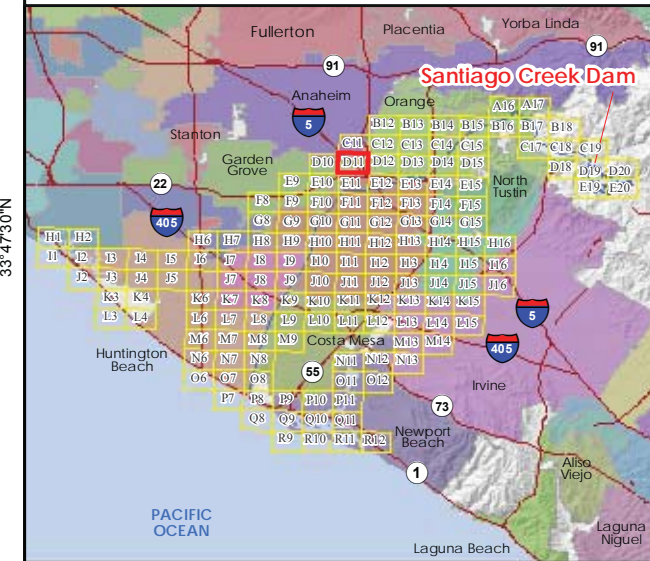 Yorba Linda
Fullerton
Placentia
91
91
Santiago Creek Dam
Anaheim
5
Orange
A16 A17
B12 B13 B14 B15 B16 B17 B18
Stanton
C11 C12 C13 C14 C15 C17 C18 C19
Garden
Grove
D10 D11 D12 D13 D14 D15 D18 D19 D20
22
E9 E10 E11 E12 E13 E14 E15 E19 E20
North
Tustin
F8 F9 F10 F11 F12 F13 F14 F15
405
G8 G9 G10 G11 G12 G13 G14 G15
33°47'30"N
H1 H2 H6 H7 H8 H9 H10 H11 H12 H13 H14 H15 H16
I1 I2 I3 I4 I5 I6 I7 I8 I9 I10 I11 I12 I13 I14 I15 I16
J2 J3 J4 J5 J7 J8 J9 J10 J11 J12 J13 J14 J15 J16
K3 K4 K6 K7 K8 K9 K10 K11 K12 K13 K14 K15
L3 L4 L6 L7 L8 L9 L10 L11 L12 L13 L14 L15
5
M6 M7 M8 M9 Costa Mesa M13 M14
405
Huntington
Beach
N6 N7 N8 N11 N12 N13
55
O6 O7 O8 O11 O12
Irvine
P7 P8 P9 P10 P11
73
Q8 Q9 Q10 Q11
R9 R10 R11 R12
Newport
Beach
1
Aliso
Viejo
PACIFIC
OCEAN
Laguna
Niguel
Laguna Beach